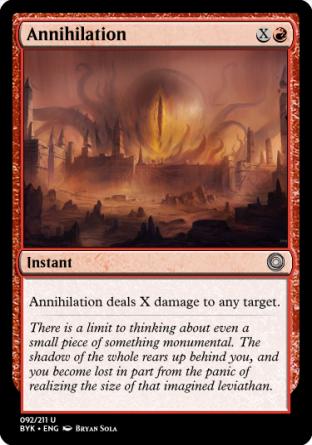 Annihilation X R
Instant
Annihilation deals X damage to any target.
There is a limit to thinking about even a
small piece of something monumental. The
shadow of the whole rears up behind you, and
you become lost in part from the panic of
realizing the size of that imagined leviathan.
092/211 U
BYK • ENG Bryan Sola